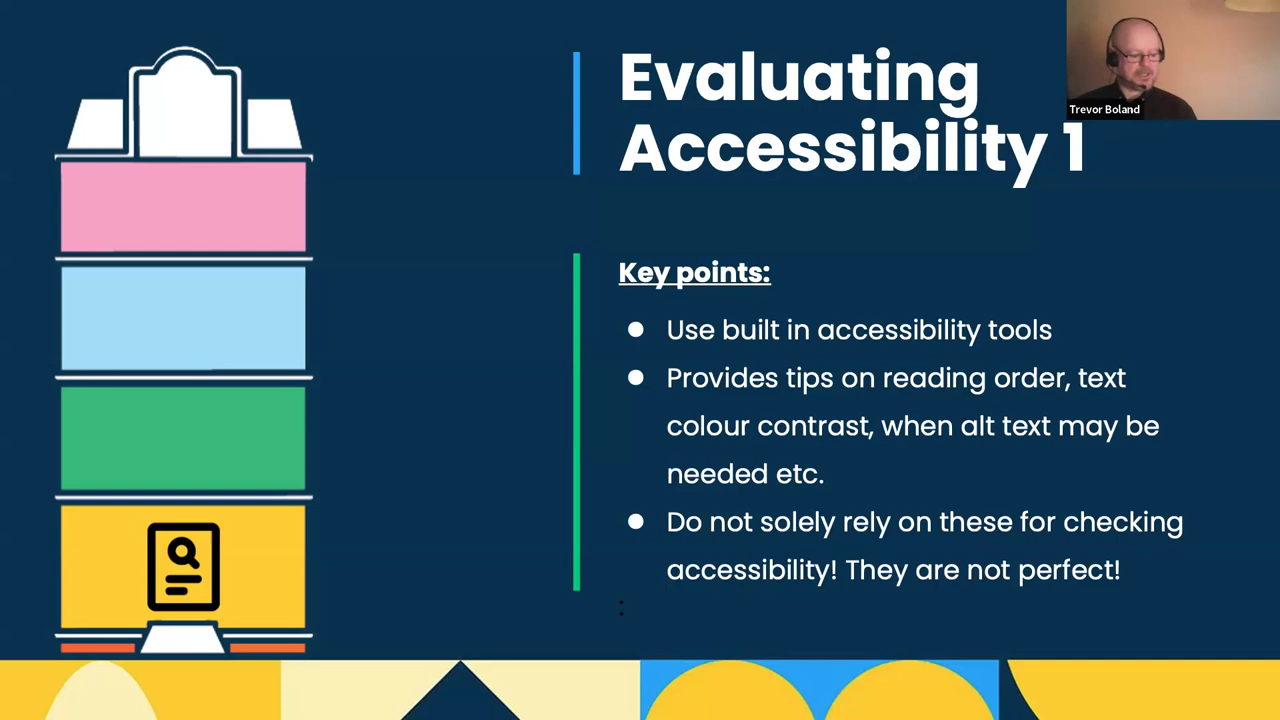 Evaluating
Accessibility 1
Trevor Boland
Key points:
● Use built in accessibility tools
● Provides tips on reading order, text
colour contrast, when alt text may be
needed etc.
● Do not solely rely on these for checking
accessibility! They are not perfect!
: